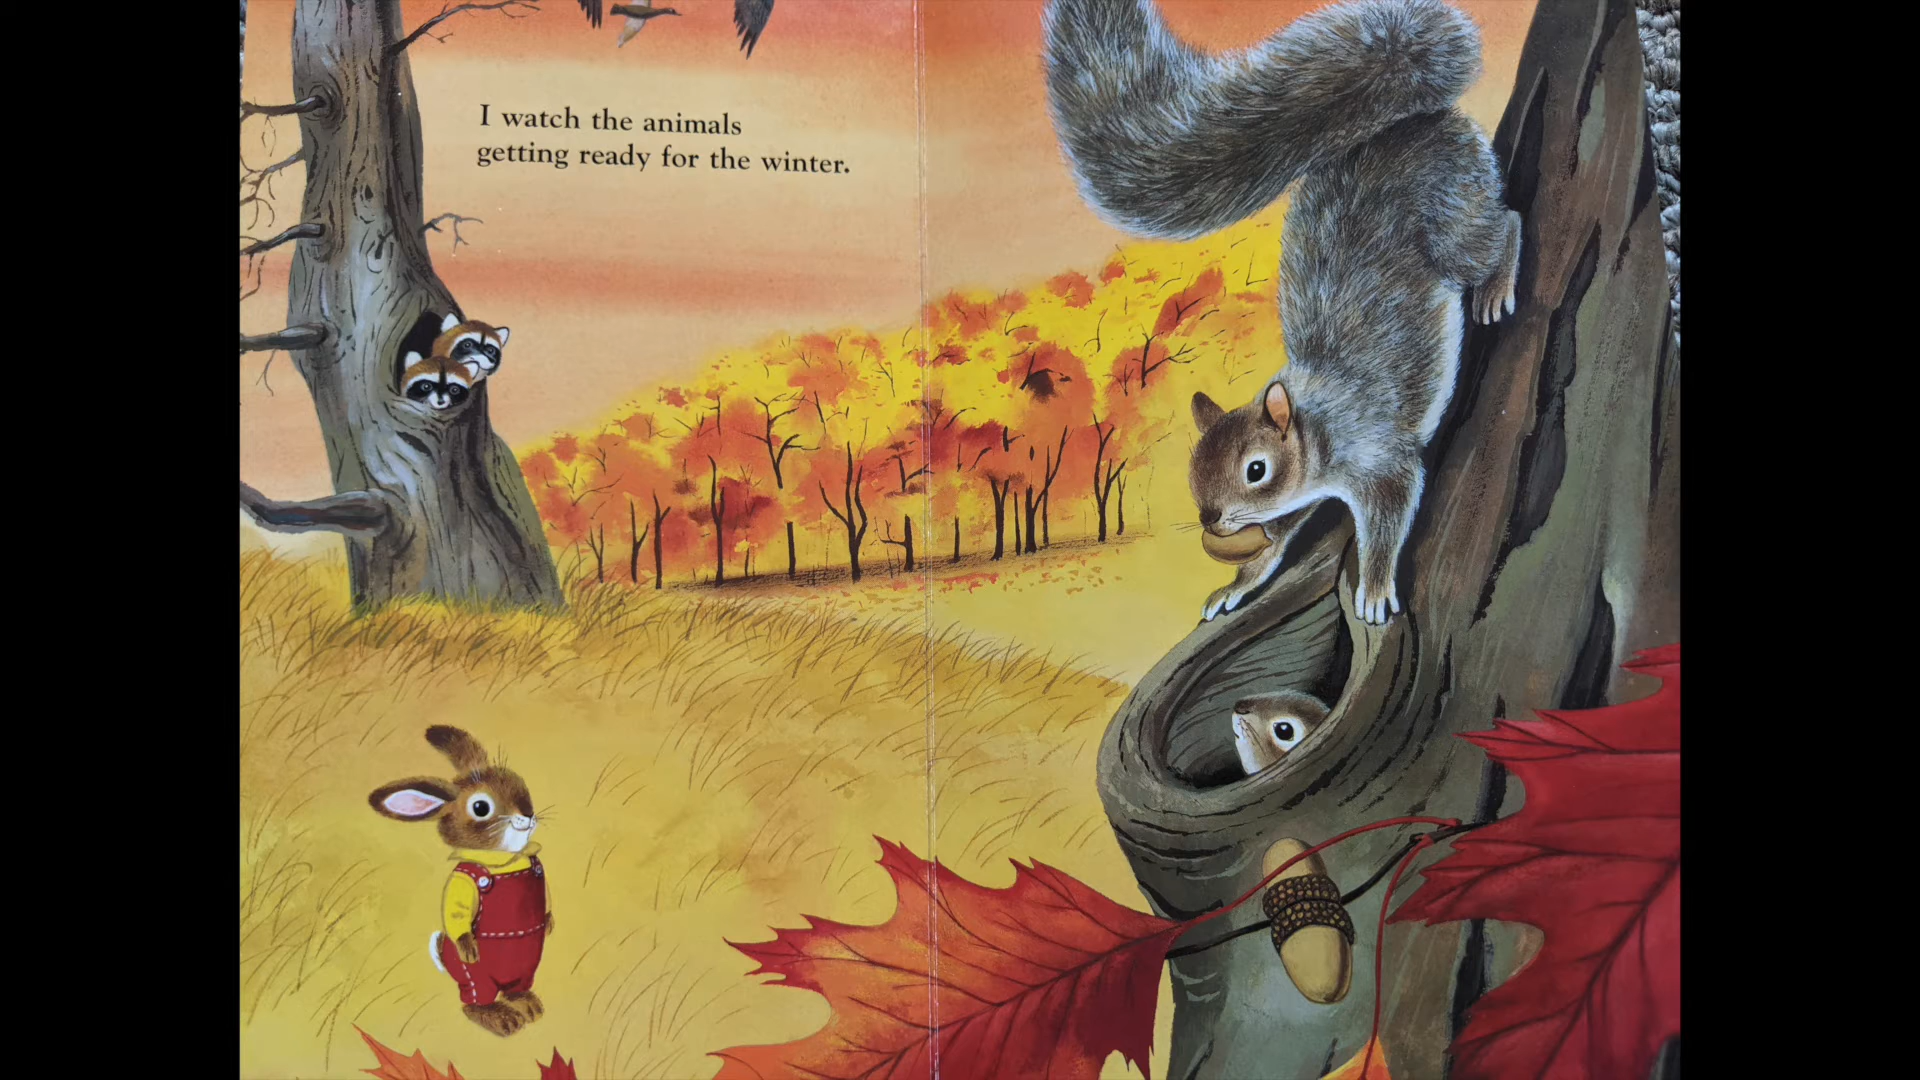 I watch the animals
getting ready for the winter.